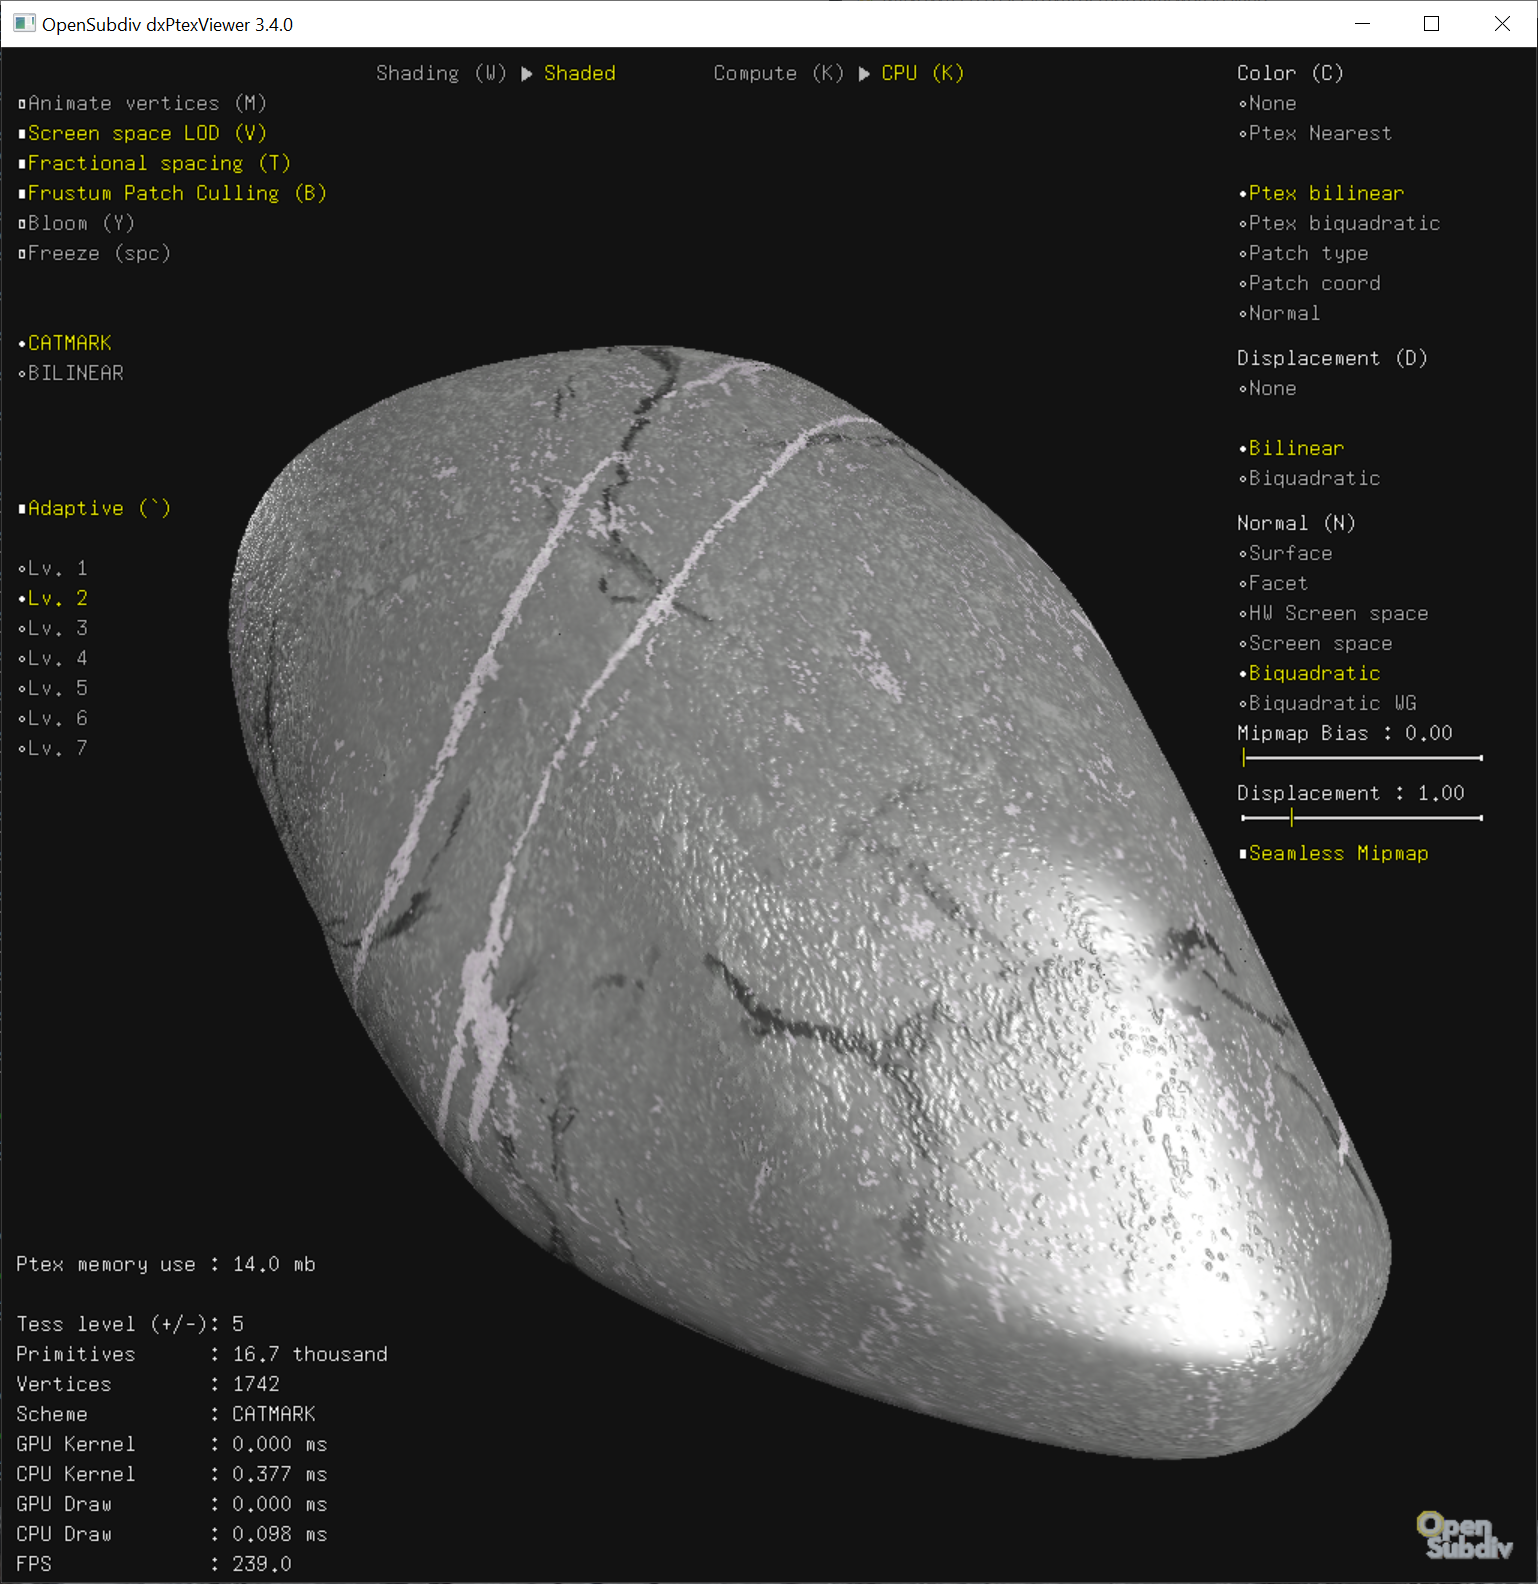 OpenSubdiv dxPtexViewer 3.4.0
Shading (W) ▶ Shaded
Compute (K) ▶ CPU (K)
Animate vertices (M)
Screen space LOD (V)
Fractional spacing (T)
Frustum Patch Culling (B)
Bloom (Y)
Freeze (spc)
CATMARK
BILINEAR
Adaptive (`)
Lv. 1
Lv. 2
Lv. 3
Lv. 4
Lv. 5
Lv. 6
Lv. 7
Color (C)
None
Ptex Nearest
Ptex bilinear
Ptex biquadratic
Patch type
Patch coord
Normal
Displacement (D)
None
Bilinear
Biquadratic
Normal (N)
Surface
Facet
HW Screen space
Screen space
Biquadratic
Biquadratic WG
Mipmap Bias : 0.00
Displacement : 1.00
Seamless Mipmap
Ptex memory use : 14.0 mb
Tess level (+/-): 5
Primitives : 16.7 thousand
Vertices : 1742
Scheme : CATMARK
GPU Kernel : 0.000 ms
CPU Kernel : 0.377 ms
GPU Draw : 0.000 ms
CPU Draw : 0.098 ms
FPS : 239.0
Open
Subdiv